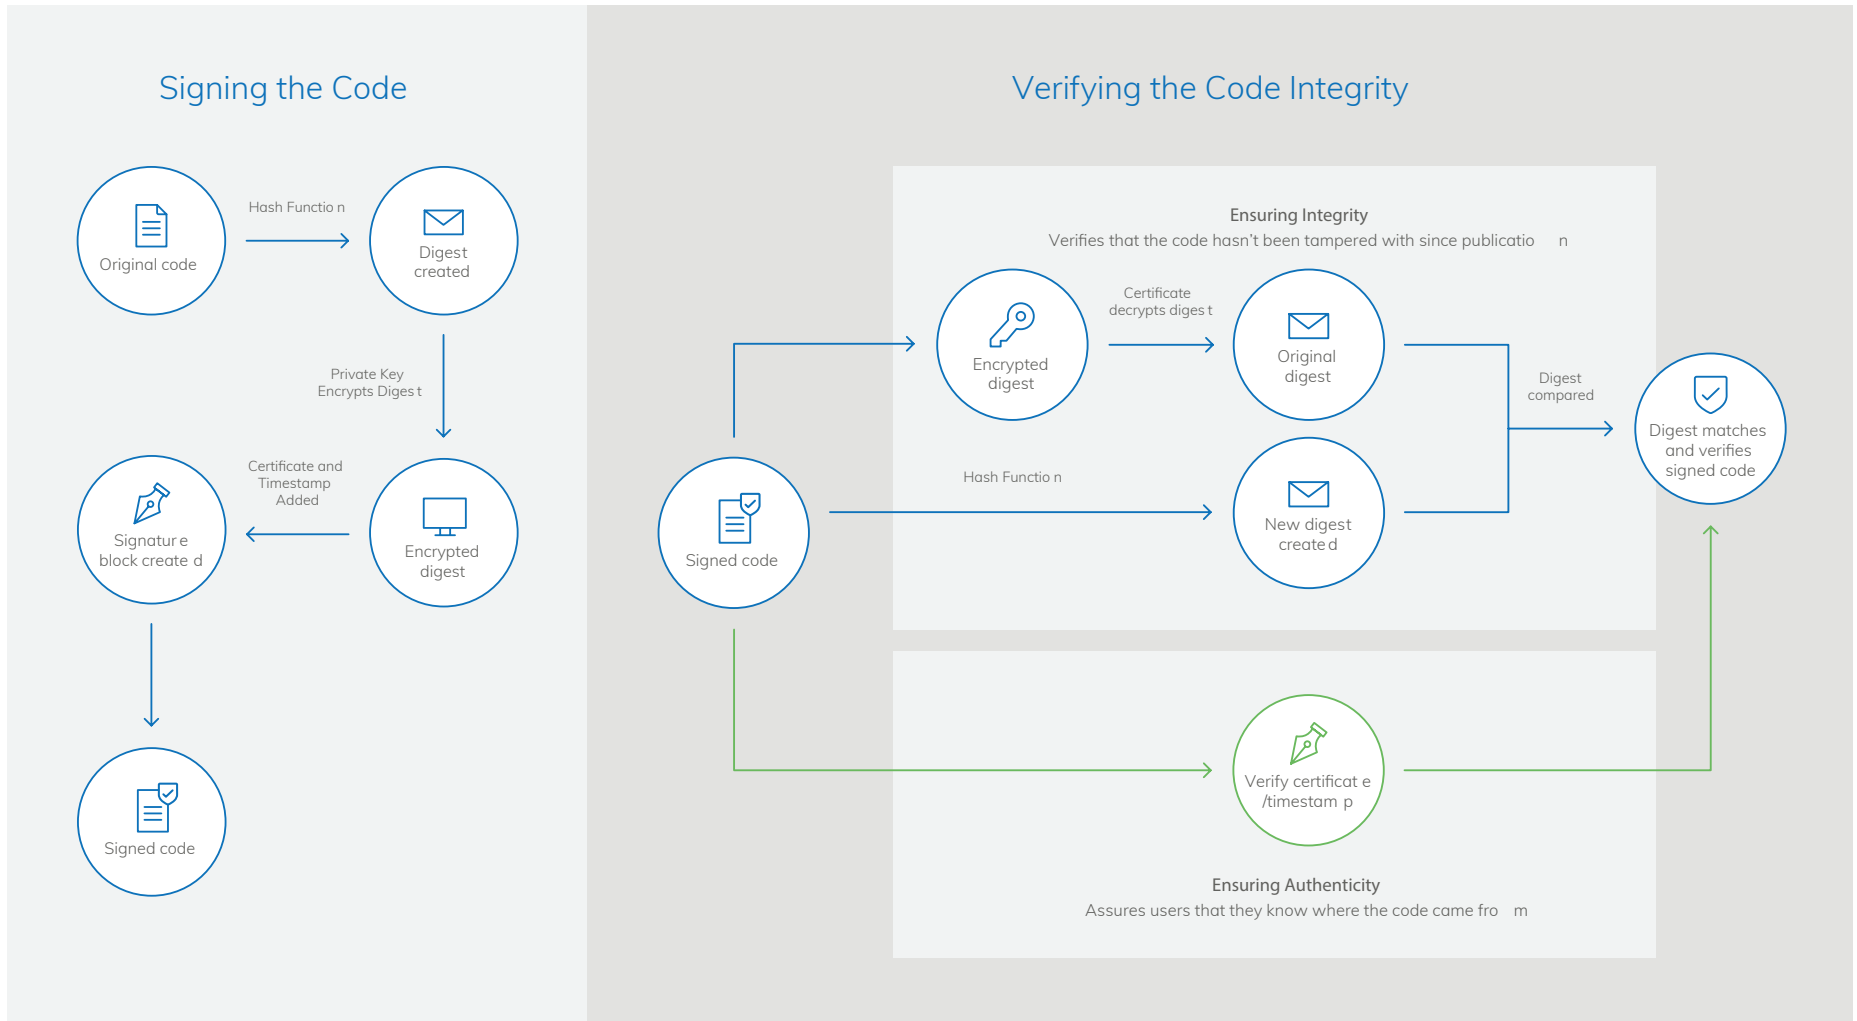 Signing the Code
Original code
Hash Functio n
Digest
created
Private Key
Encrypts Diges t
Encrypted
digest
Certificate and
Timestamp
Added
Signatur e
block create d
Signed code
Verifying the Code Integrity
Signed code
Ensuring Integrity
Verifies that the code hasn't been tampered with since publicatio n
Encrypted
digest
Certificate
decrypts diges t
Original
digest
Hash Functio n
New digest
create d
Digest
compared
Digest matches
and verifies
signed code
Verify certificat e
/timestam p
Ensuring Authenticity
Assures users that they know where the code came fro m